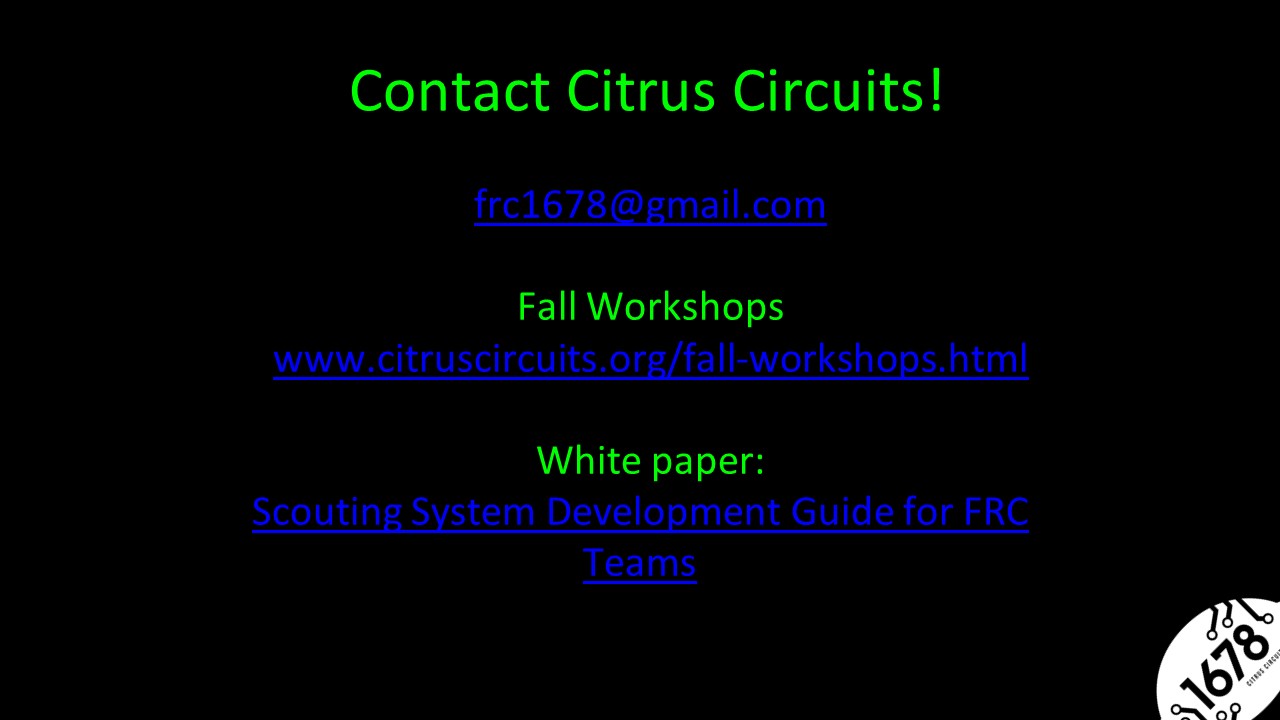 Contact Citrus Circuits!
frc1678@gmail.com
Fall Workshops
www.citruscircuits.org/fall-workshops.html
White paper:
Scouting System Development Guide for FRC
Teams
1678
CITRUS